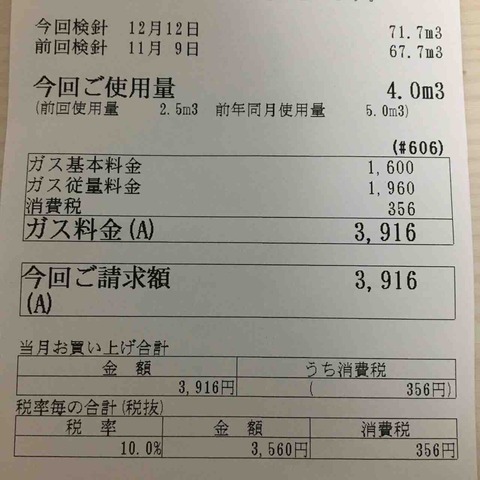 今回検針　12月12日　71.7m3
前回検針　11月 9日　67.7m3
今回ご使用量　4.0m3
(前回使用量　2.5m3　前年同月使用量　5.0m3)
(#606)
ガス基本料金　1,600
ガス従量料金　1,960
消費税　356
ガス料金(A)　3,916
今回ご請求額　3,916
(A)
当月お買い上げ合計
金　額　うち消費税
3,916円　(　356円)
税率毎の合計(税抜)
税　率　金　額　消費税
10.0%　3,560円　356円